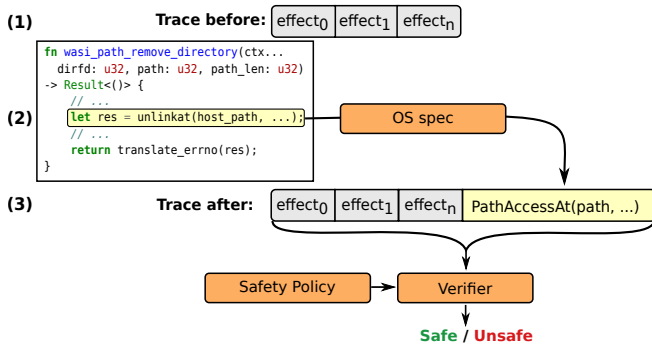 (1) Trace before: effect0 effect1 effectn
fn wasi_path_remove_directory(ctx...
dirfd: u32, path: u32, path_len: u32)
-> Result<()> {
// ...
(2) let res = unlinkat(host_path, ...); OS spec
// ...
return translate_errno(res);
}
(3) Trace after: effect0 effect1 effectn PathAccessAt(path, ...)
Safety Policy Verifier
Safe / Unsafe